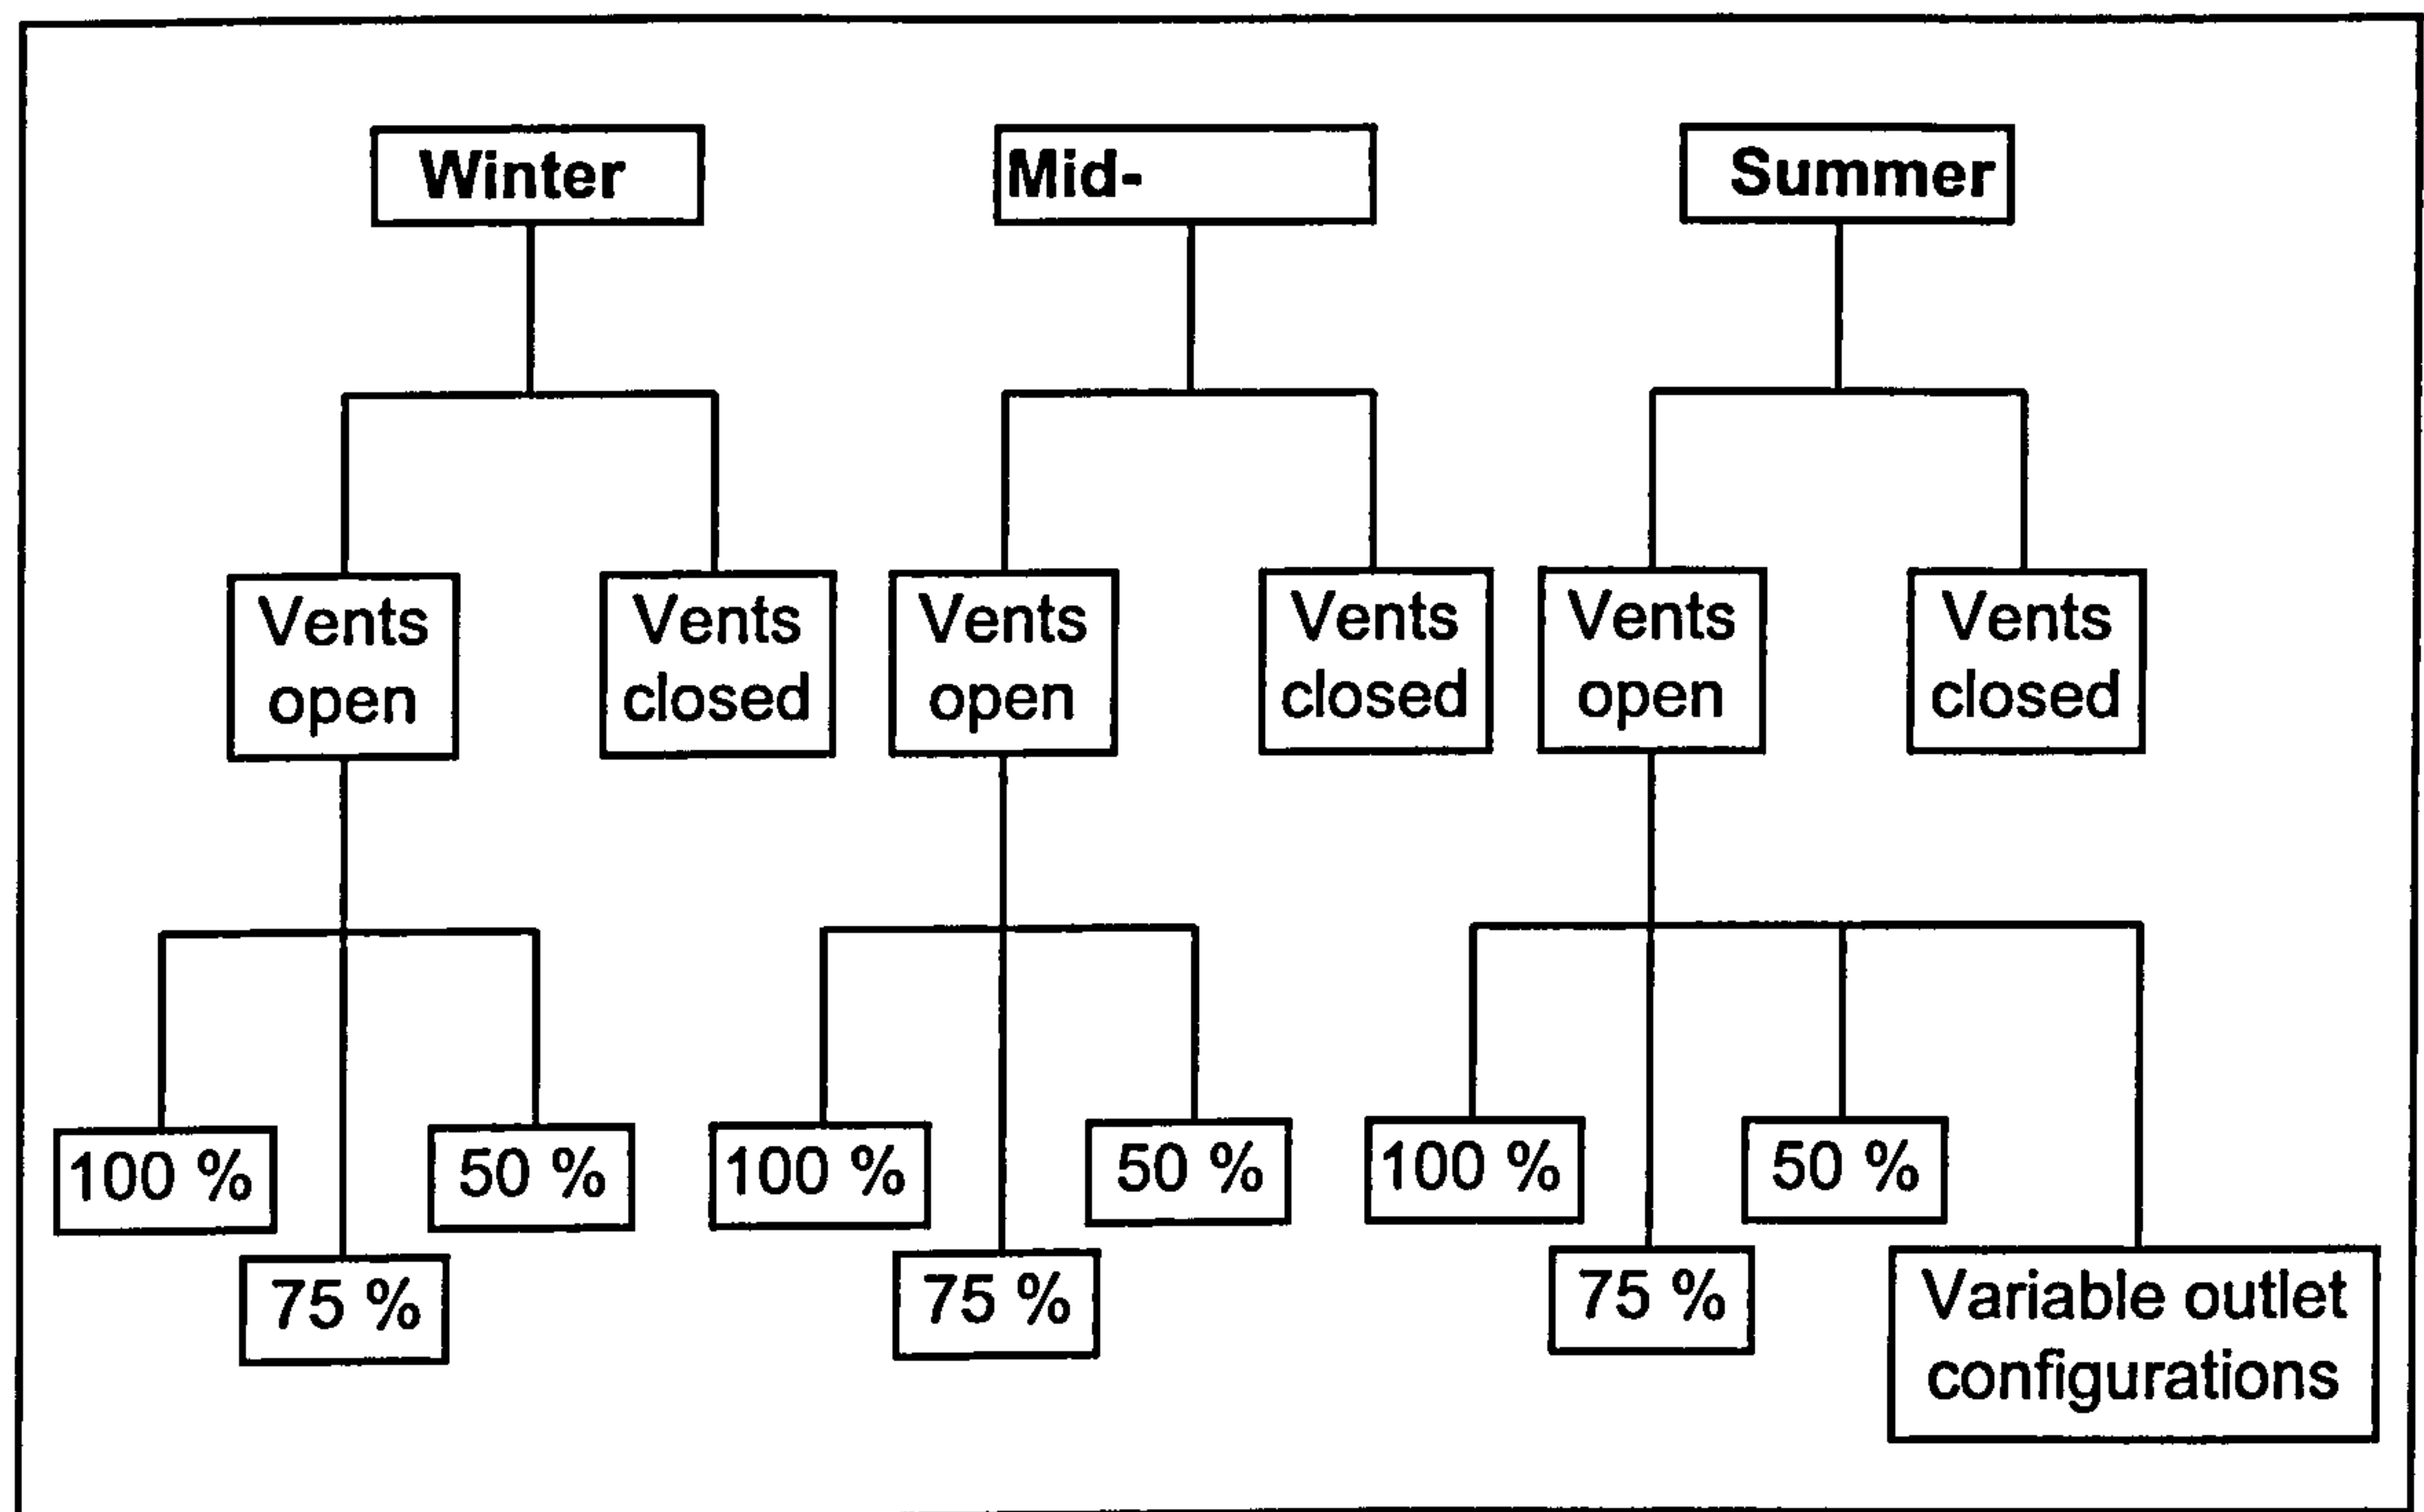 Winter
Mid-
Summer
Vents
open
Vents
closed
Vents
open
Vents
closed
Vents
open
Vents
closed
100 %
50 %
100 %
50 %
100 %
50 %
75 %
75 %
75 %
Variable outlet
configurations